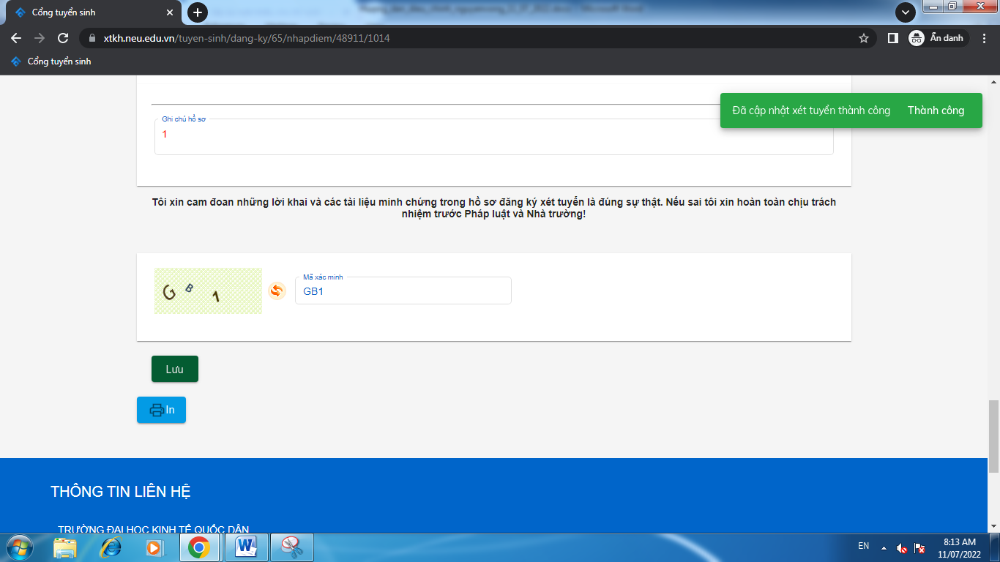 Cổng tuyển sinh
xtkh.neu.edu.vn/tuyen-sinh/dang-ky/65/nhapdiem/48911/1014
Ẩn danh
Cổng tuyển sinh
Đã cập nhật xét tuyển thành công Thành công
Ghi chú hồ sơ
1
Tôi xin cam đoan những lời khai và các tài liệu minh chứng trong hồ sơ đăng ký xét tuyển là đúng sự thật. Nếu sai tôi xin hoàn toàn chịu trách
nhiệm trước Pháp luật và Nhà trường!
G B 1
Mã xác minh
GB1
Lưu
In
THÔNG TIN LIÊN HỆ
TRƯỜNG ĐẠI HỌC KINH TẾ QUỐC DÂN
EN
8:13 AM
11/07/2022